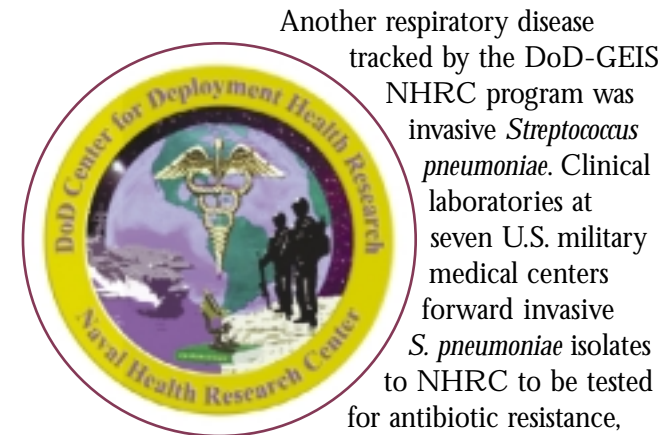 DoD Center for Deployment Health Research
Naval Health Research Center
Another respiratory disease
tracked by the DoD-GEIS
NHRC program was
invasive Streptococcus
pneumoniae. Clinical
laboratories at
seven U.S. military
medical centers
forward invasive
S. pneumoniae isolates
to NHRC to be tested
for antibiotic resistance,